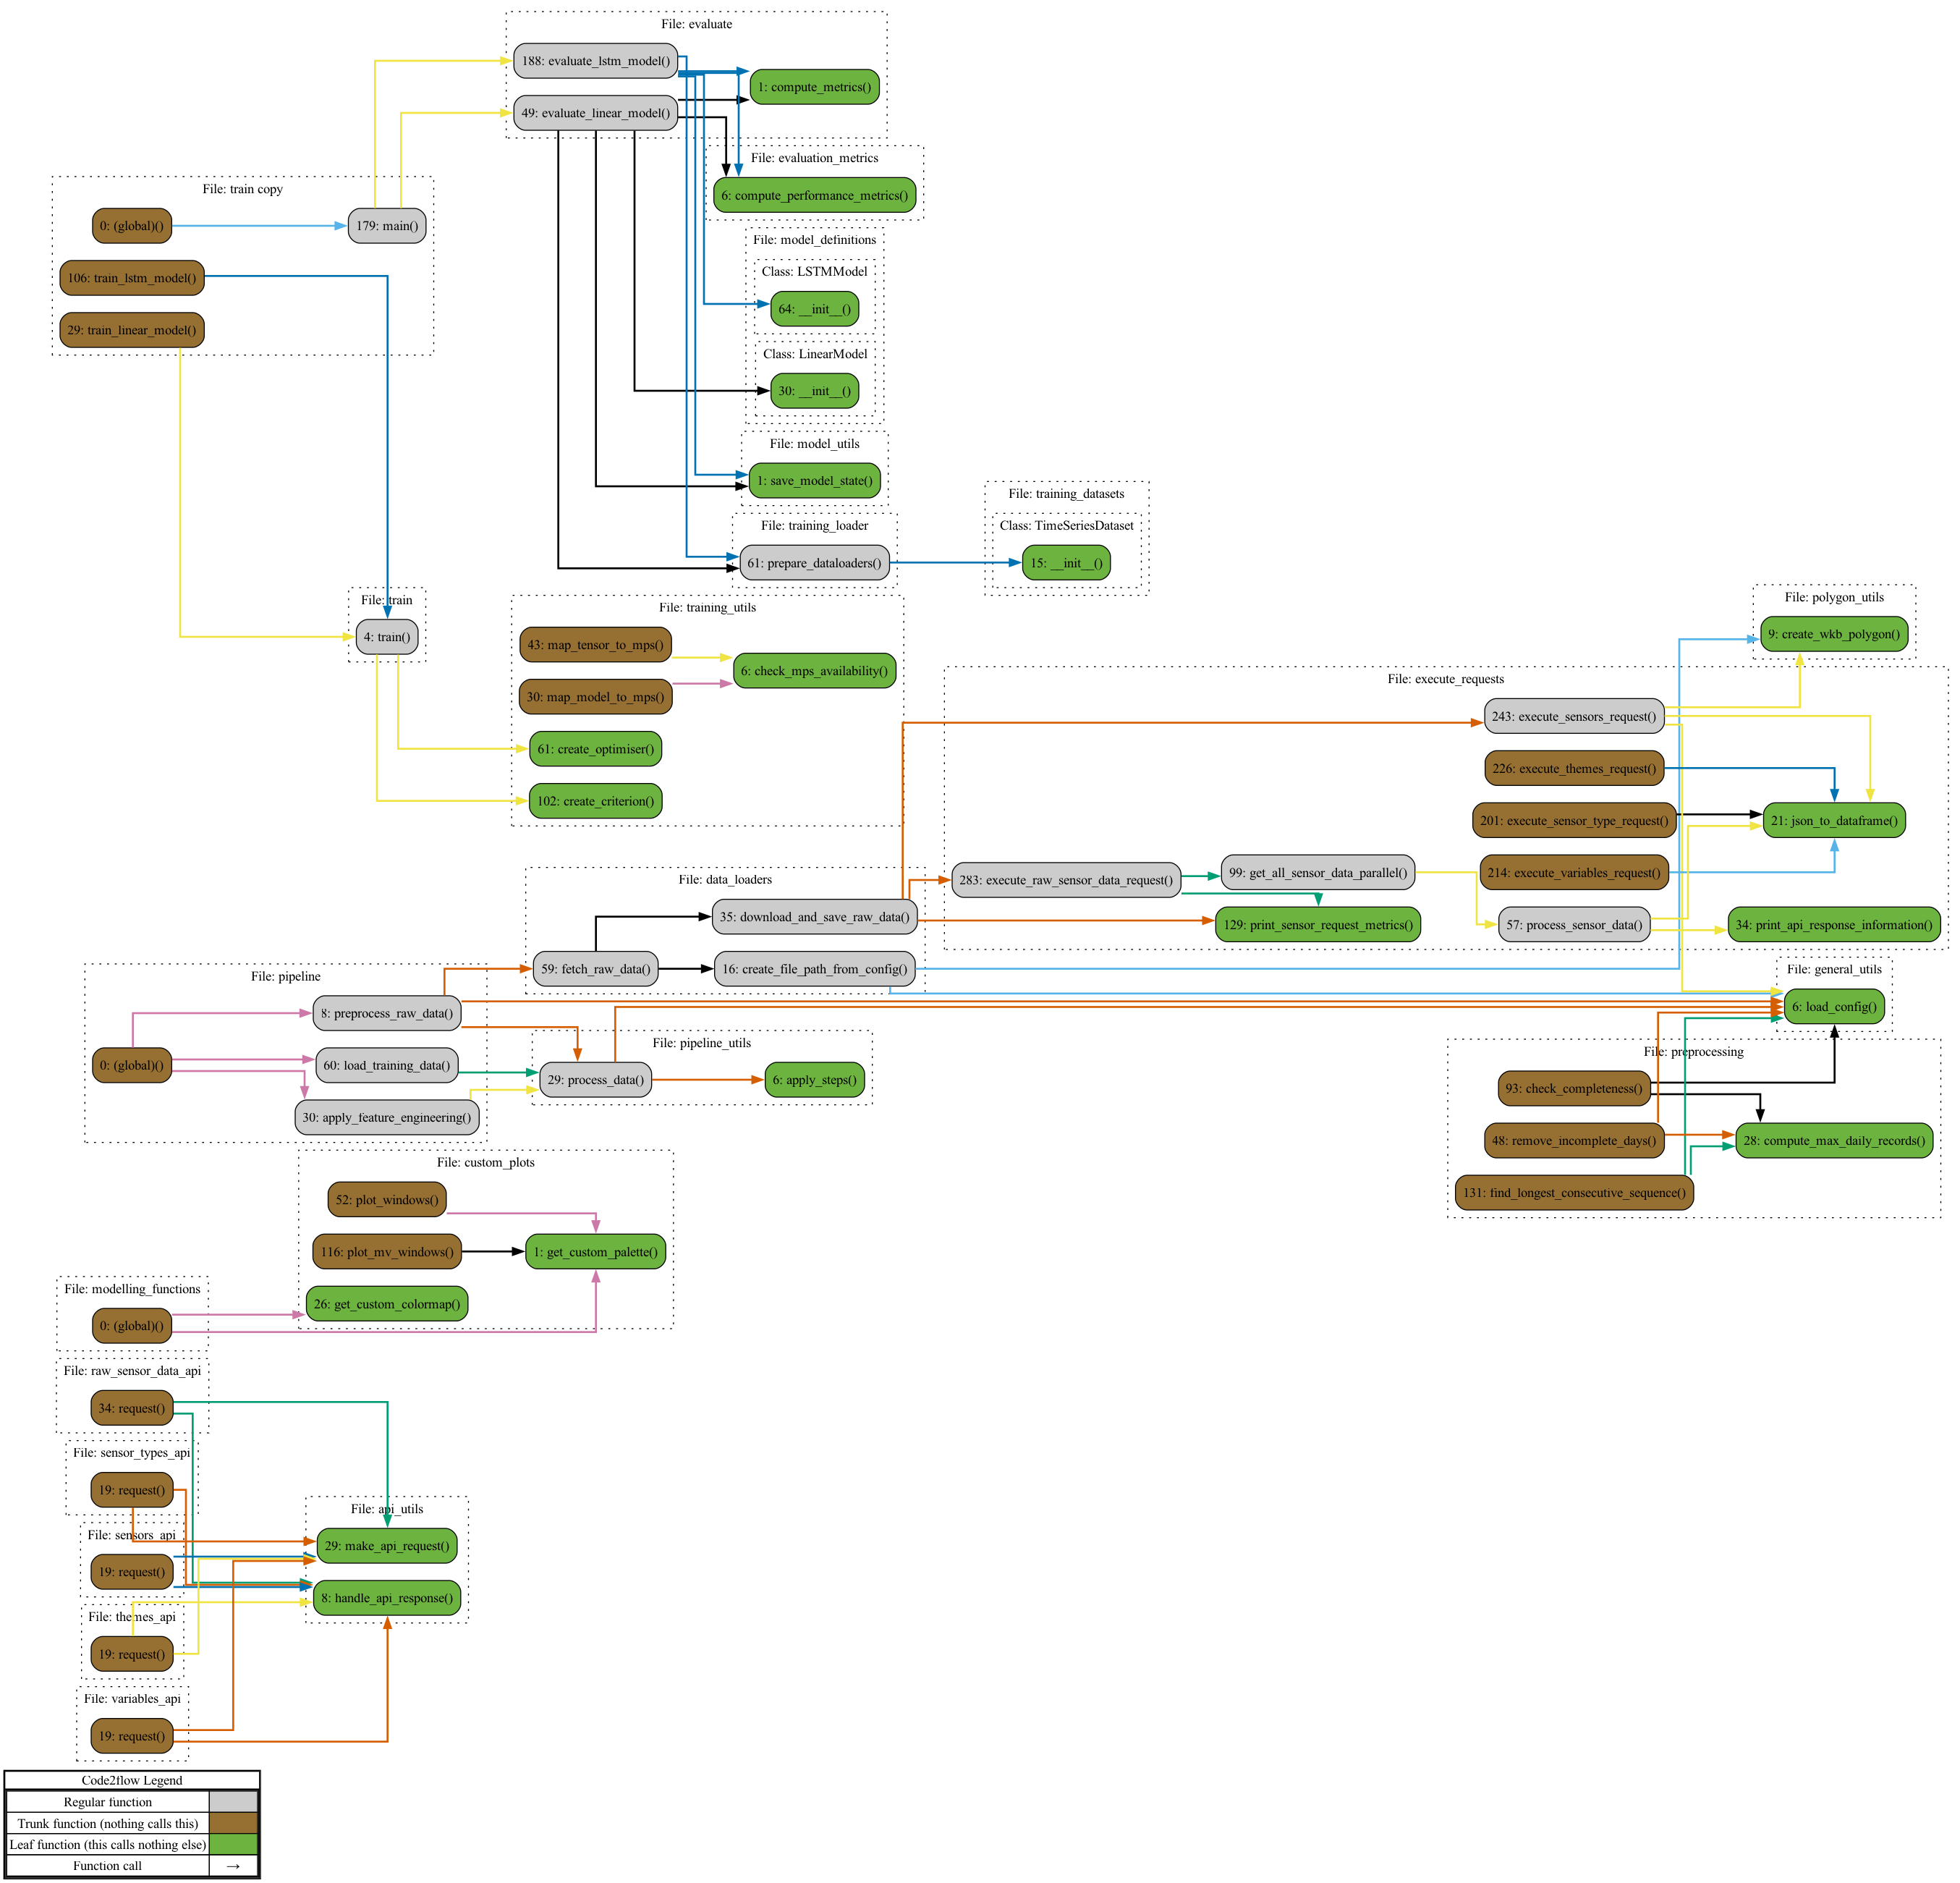 File: evaluate
188: evaluate_lstm_model()
1: compute_metrics()
49: evaluate_linear_model()
File: evaluation_metrics
6: compute_performance_metrics()
File: train copy
0: (global)()
179: main()
106: train_lstm_model()
29: train_linear_model()
File: model_definitions
Class: LSTMModel
64: __init__()
Class: LinearModel
30: __init__()
File: model_utils
1: save_model_state()
File: training_loader
61: prepare_dataloaders()
File: training_datasets
Class: TimeSeriesDataset
15: __init__()
File: train
4: train()
File: training_utils
43: map_tensor_to_mps()
6: check_mps_availability()
30: map_model_to_mps()
61: create_optimiser()
102: create_criterion()
File: polygon_utils
9: create_wkb_polygon()
File: execute_requests
243: execute_sensors_request()
226: execute_themes_request()
201: execute_sensor_type_request()
21: json_to_dataframe()
283: execute_raw_sensor_data_request()
99: get_all_sensor_data_parallel()
214: execute_variables_request()
129: print_sensor_request_metrics()
57: process_sensor_data()
34: print_api_response_information()
File: data_loaders
35: download_and_save_raw_data()
59: fetch_raw_data()
16: create_file_path_from_config()
File: general_utils
6: load_config()
File: pipeline
8: preprocess_raw_data()
0: (global)()
60: load_training_data()
30: apply_feature_engineering()
File: pipeline_utils
29: process_data()
6: apply_steps()
File: preprocessing
93: check_completeness()
48: remove_incomplete_days()
28: compute_max_daily_records()
131: find_longest_consecutive_sequence()
File: custom_plots
52: plot_windows()
116: plot_mv_windows()
1: get_custom_palette()
26: get_custom_colormap()
File: modelling_functions
0: (global)()
File: raw_sensor_data_api
34: request()
File: sensor_types_api
19: request()
File: sensors_api
19: request()
File: themes_api
19: request()
File: variables_api
19: request()
File: api_utils
29: make_api_request()
8: handle_api_response()
Code2flow Legend
Regular function
Trunk function (nothing calls this)
Leaf function (this calls nothing else)
Function call →